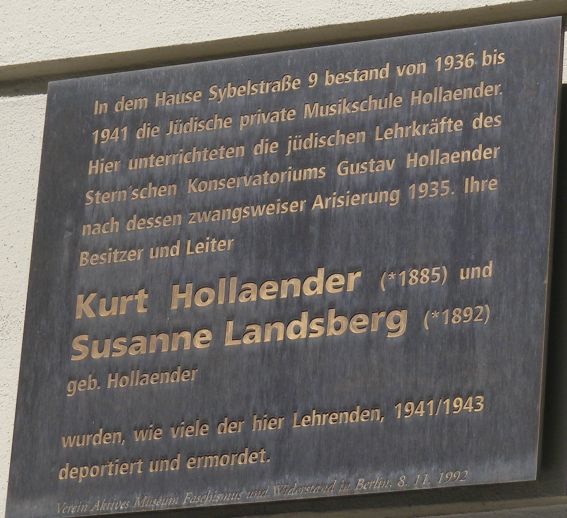 In dem Hause Sybelstraße 9 bestand von 1936 bis
1941 die Jüdische private Musikschule Hollaender.
Hier unterrichteten die jüdischen Lehrkräfte des
Stern'schen Konservatoriums Gustav Hollaender
nach dessen zwangsweiser Arisierung 1935. Ihre
Besitzer und Leiter
Kurt Hollaender (*1885) und
Susanne Landsberg (*1892)
geb. Hollaender
wurden, wie viele der hier Lehrenden, 1941/1943
deportiert und ermordet.
Verein Aktives Museum Faschismus und Widerstand in Berlin, 8. 11. 1992